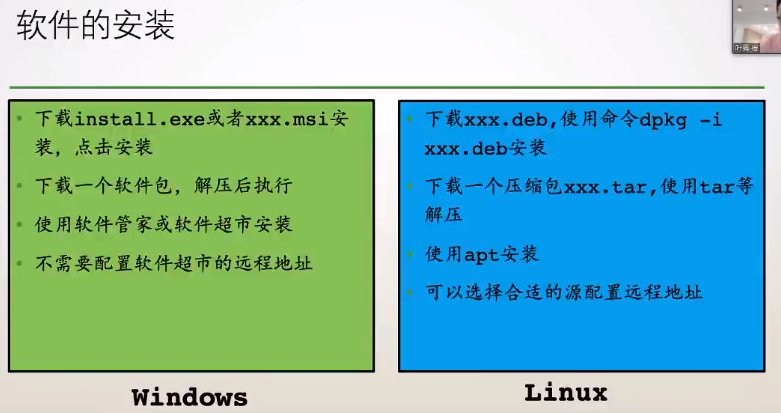 软件的安装
下载install.exe或者xxx.msi安
装，点击安装
下载一个软件包，解压后执行
使用软件管家或软件超市安装
不需要配置软件超市的远程地址
Windows
下载xxx.deb,使用命令dpkg -i
xxx.deb安装
下载一个压缩包xxx.tar,使用tar等
解压
使用apt安装
可以选择合适的源配置远程地址
Linux